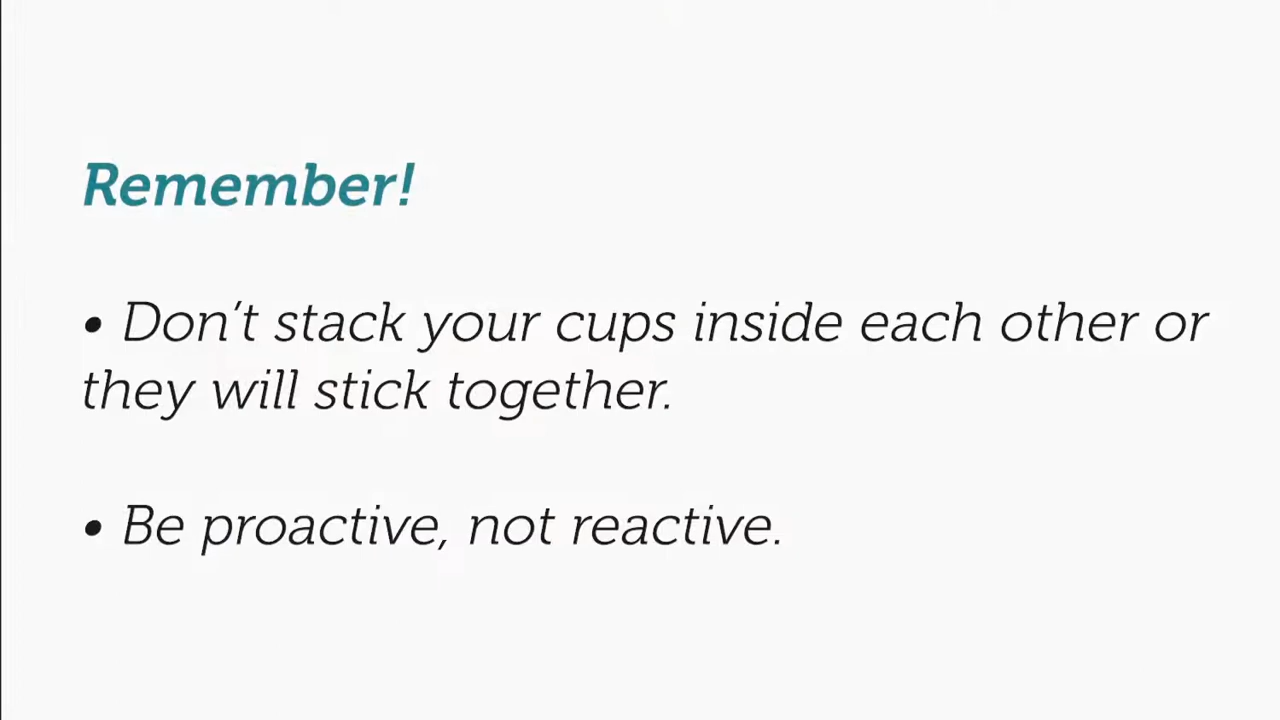 Remember!
• Don’t stack your cups inside each other or
they will stick together.
• Be proactive, not reactive.